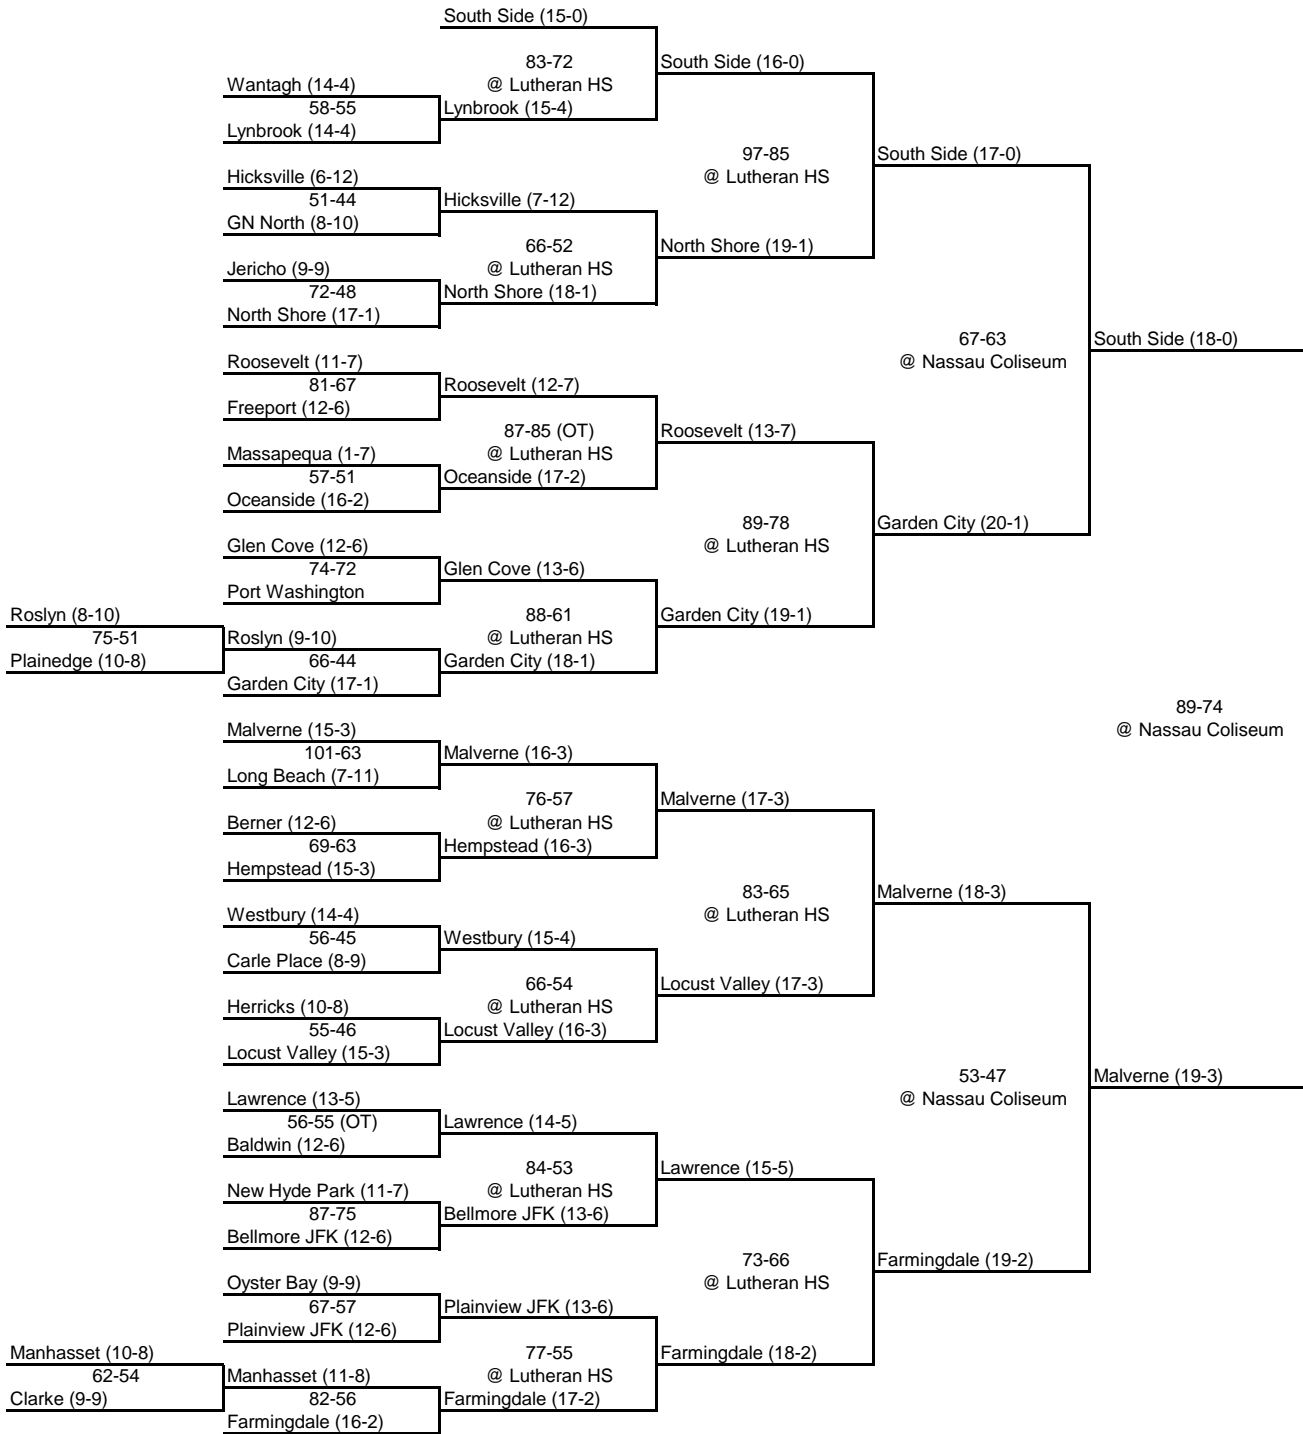 South Side (15-0)
83-72
@ Lutheran HS
South Side (16-0)
Wantagh (14-4)
58-55
Lynbrook (14-4)
Lynbrook (15-4)
97-85
@ Lutheran HS
South Side (17-0)
Hicksville (6-12)
51-44
GN North (8-10)
Hicksville (7-12)
66-52
@ Lutheran HS
North Shore (19-1)
Jericho (9-9)
72-48
North Shore (17-1)
North Shore (18-1)
67-63
@ Nassau Coliseum
South Side (18-0)
Roosevelt (11-7)
81-67
Freeport (12-6)
Roosevelt (12-7)
87-85 (OT)
@ Lutheran HS
Roosevelt (13-7)
Massapequa (1-7)
57-51
Oceanside (16-2)
Oceanside (17-2)
89-78
@ Lutheran HS
Garden City (20-1)
Glen Cove (12-6)
74-72
Port Washington
Glen Cove (13-6)
88-61
@ Lutheran HS
Garden City (19-1)
Roslyn (8-10)
75-51
Plainedge (10-8)
Roslyn (9-10)
66-44
Garden City (17-1)
Garden City (18-1)
89-74
@ Nassau Coliseum
Malverne (15-3)
101-63
Long Beach (7-11)
Malverne (16-3)
76-57
@ Lutheran HS
Malverne (17-3)
Berner (12-6)
69-63
Hempstead (15-3)
Hempstead (16-3)
83-65
@ Lutheran HS
Malverne (18-3)
Westbury (14-4)
56-45
Carle Place (8-9)
Westbury (15-4)
66-54
@ Lutheran HS
Locust Valley (17-3)
Herricks (10-8)
55-46
Locust Valley (15-3)
Locust Valley (16-3)
53-47
@ Nassau Coliseum
Malverne (19-3)
Lawrence (13-5)
56-55 (OT)
Baldwin (12-6)
Lawrence (14-5)
84-53
@ Lutheran HS
Lawrence (15-5)
New Hyde Park (11-7)
87-75
Bellmore JFK (12-6)
Bellmore JFK (13-6)
73-66
@ Lutheran HS
Farmingdale (19-2)
Oyster Bay (9-9)
67-57
Plainview JFK (12-6)
Plainview JFK (13-6)
77-55
@ Lutheran HS
Farmingdale (18-2)
Manhasset (10-8)
62-54
Clarke (9-9)
Manhasset (11-8)
82-56
Farmingdale (16-2)
Farmingdale (17-2)